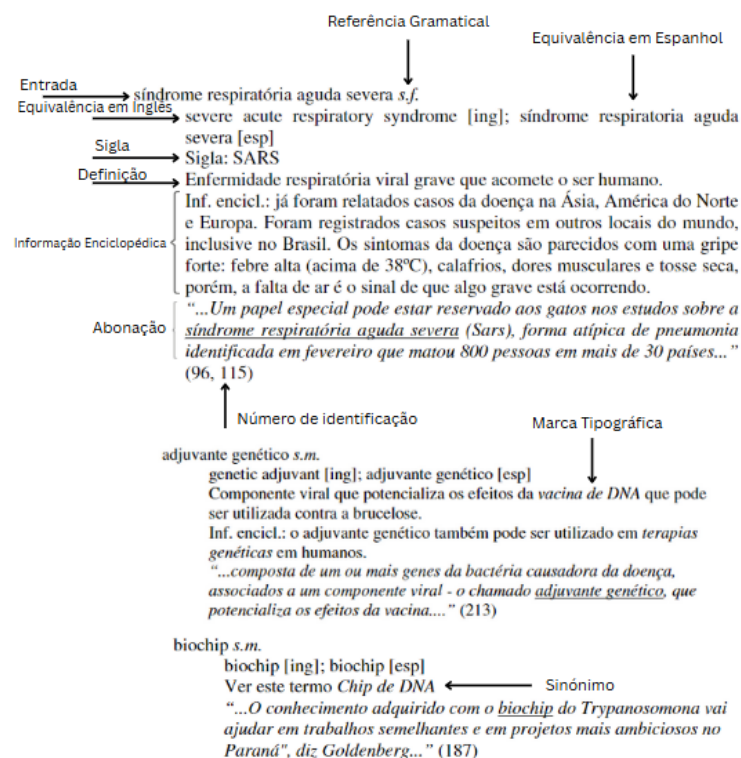 Referência Gramatical
Equivalência em Espanhol
Entrada
síndrome respiratória aguda severa s.f.
Equivalência em Inglês
severe acute respiratory syndrome [ing]; síndrome respiratoria aguda
severa [esp]
Sigla
Sigla: SARS
Definição
Enfermidade respiratória viral grave que acomete o ser humano.
Inf. encicl.: já foram relatados casos da doença na Ásia, América do Norte
e Europa. Foram registrados casos suspeitos em outros locais do mundo,
Informação Enciclopédica
inclusive no Brasil. Os sintomas da doença são parecidos com uma gripe
forte: febre alta (acima de 38ºC), calafrios, dores musculares e tosse seca,
porém, a falta de ar é o sinal de que algo grave está ocorrendo.
Abonação
“...Um papel especial pode estar reservado aos gatos nos estudos sobre a
síndrome respiratória aguda severa (Sars), forma atípica de pneumonia
identificada em fevereiro que matou 800 pessoas em mais de 30 países...”
(96, 115)
Número de identificação
Marca Tipográfica
adjuvante genético s.m.
genetic adjuvant [ing]; adjuvante genético [esp]
Componente viral que potencializa os efeitos da vacina de DNA que pode
ser utilizada contra a brucelose.
Inf. encicl.: o adjuvante genético também pode ser utilizado em terapias
genéticas em humanos.
“...composta de um ou mais genes da bactéria causadora da doença,
associados a um componente viral - o chamado adjuvante genético, que
potencializa os efeitos da vacina....” (213)
biochip s.m.
biochip [ing]; biochip [esp]
Ver este termo Chip de DNA
Sinónimo
“...O conhecimento adquirido com o biochip do Trypanosomona vai
ajudar em trabalhos semelhantes e em projetos mais ambiciosos no
Paraná", diz Goldenberg...” (187)